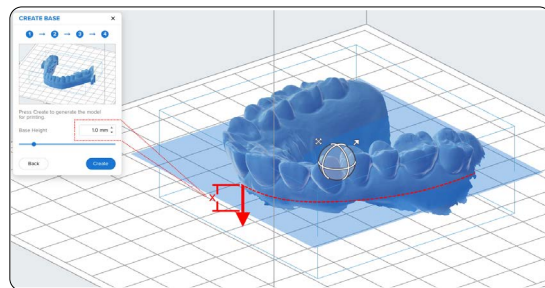 CREATE BASE
×
1 → 2 → 3 → 4
Press Create to generate the model
for printing
Base Height 1.0 mm
Back Create
X